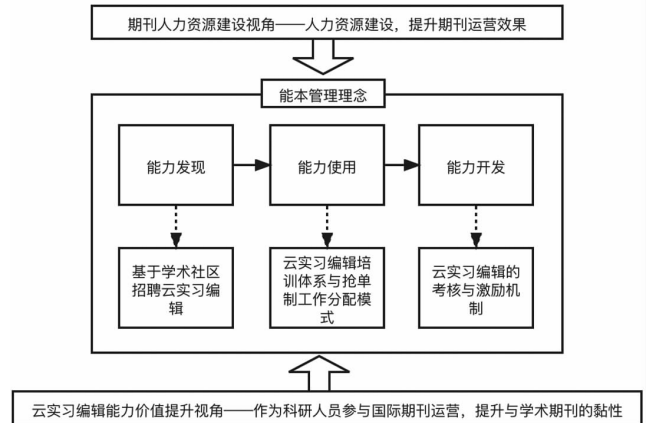 期刊人力资源建设视角——人力资源建设，提升期刊运营效果
能本管理理念
能力发现
能力使用
能力开发
基于学术社区
招聘云实习编
辑
云实习编辑培
训体系与抢单
制工作分配模
式
云实习编辑的
考核与激励机
制
云实习编辑能力价值提升视角——作为科研人员参与国际期刊运营，提升与学术期刊的黏性